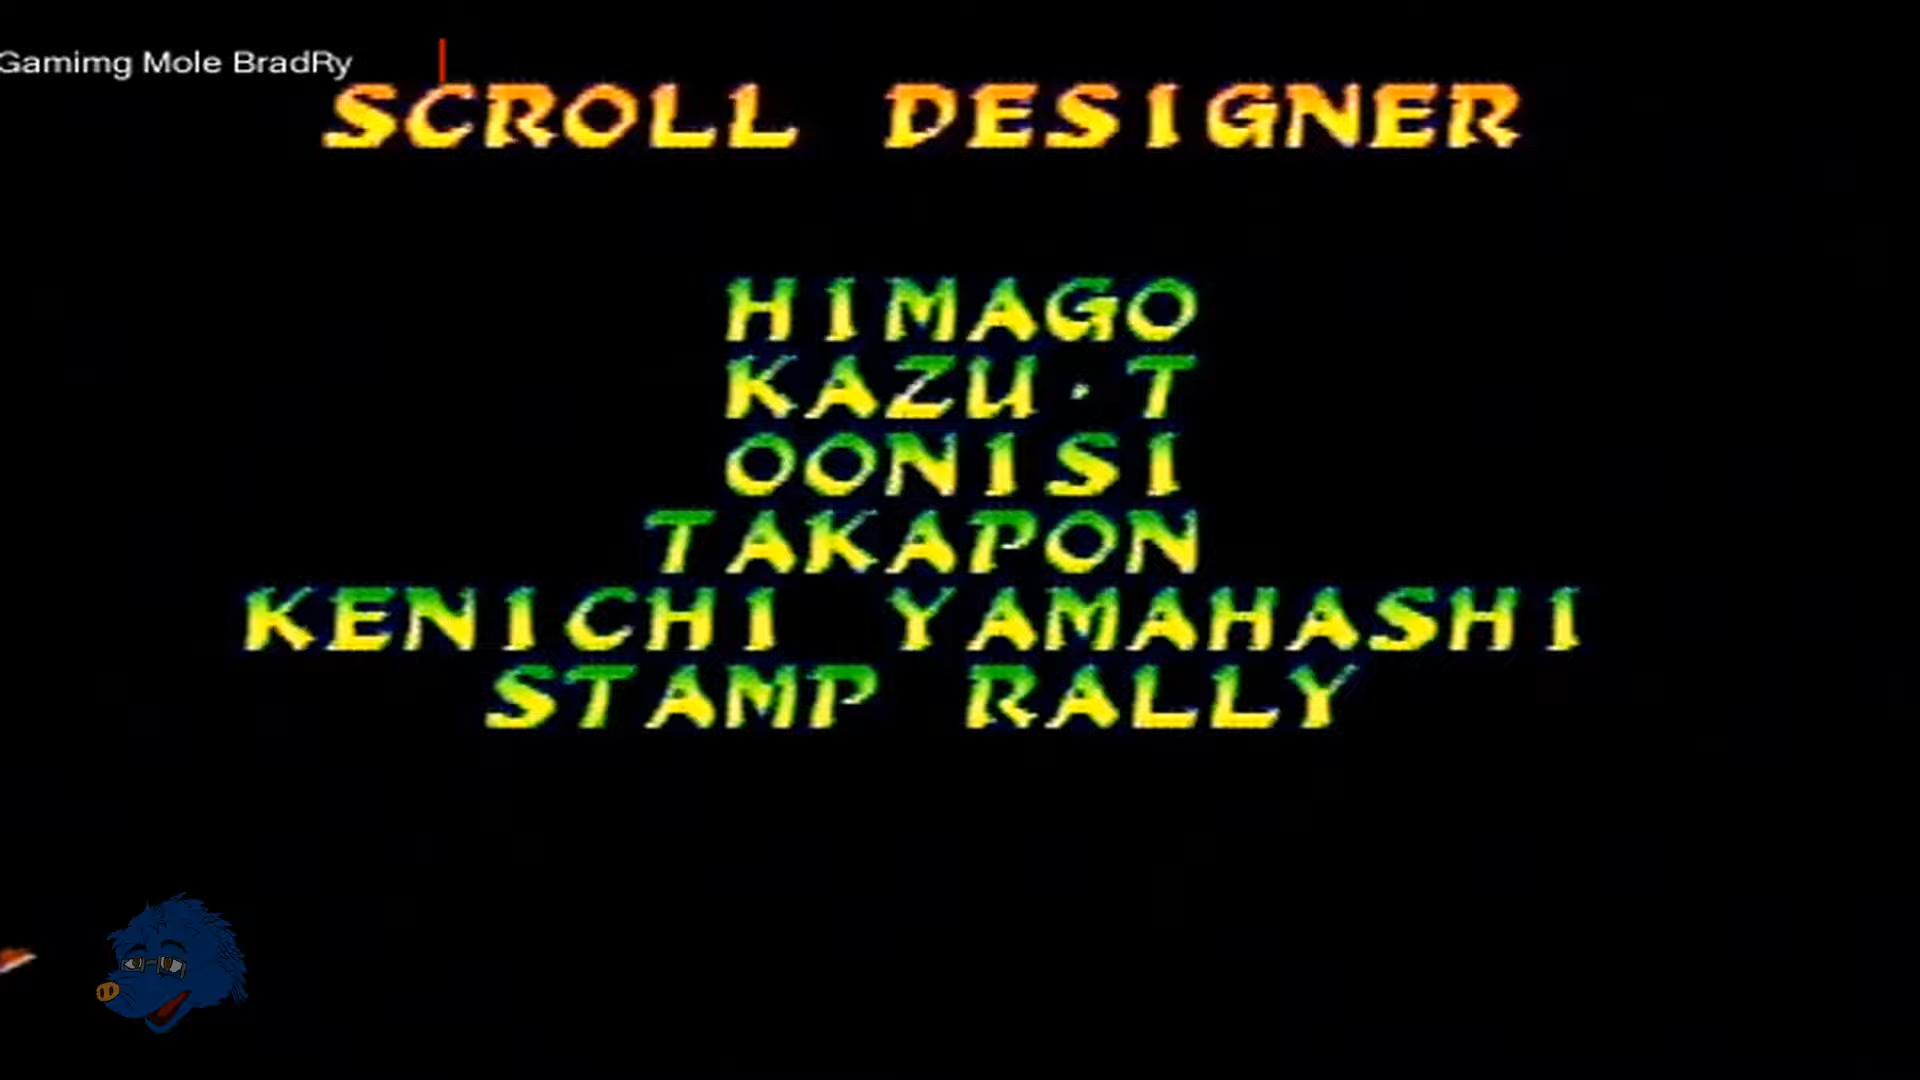 Gamimg Mole BradRy
SCROLL DESIGNER
HIMAGO
KAZU·T
OONISI
TAKAPON
KENICHI YAMAHASHI
STAMP RALLY